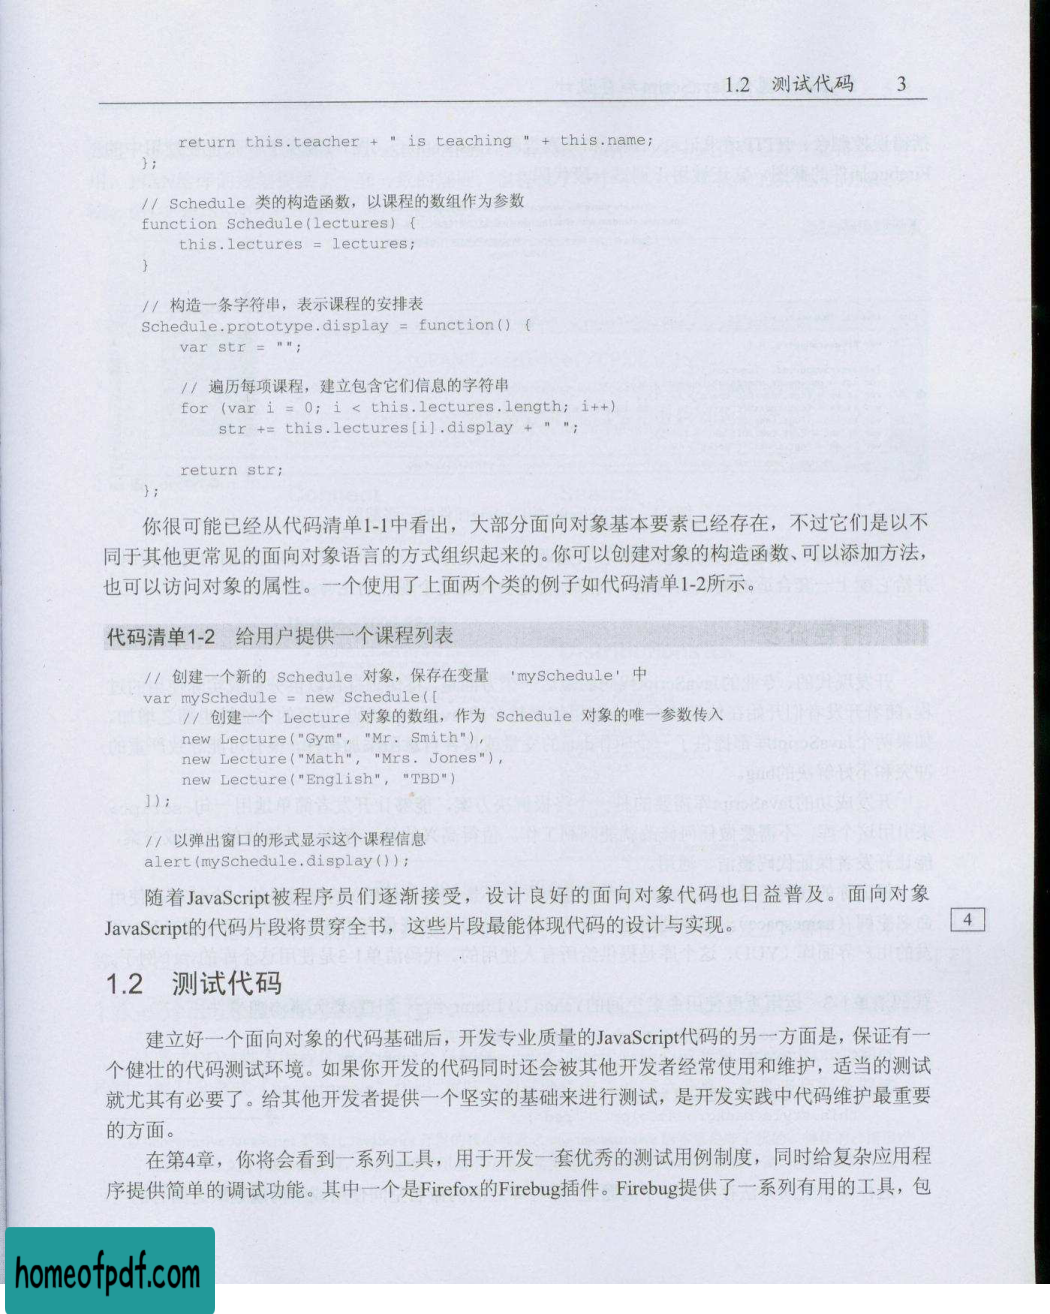 1.2 测试代码 3
return this.teacher + " is teaching " + this.name;
};
// Schedule 类的构造函数，以课程的数组作为参数
function Schedule(lectures) {
this.lectures = lectures;
}
// 构造一条字符串，表示课程的安排表
Schedule.prototype.display = function() {
var str = "";
// 遍历每项课程，建立包含它们信息的字符串
for (var i = 0; i < this.lectures.length; i++)
str += this.lectures[i].display + " ";
return str;
};
你很可能已经从代码清单1-1中看出，大部分面向对象基本要素已经存在，不过它们是以不
同于其他更常见的面向对象语言的方式组织起来的。你可以创建对象的构造函数、可以添加方法，
也可以访问对象的属性。一个使用了上面两个类的例子如代码清单1-2所示。
代码清单1-2 给用户提供一个课程列表
// 创建一个新的 Schedule 对象，保存在变量 'mySchedule' 中
var mySchedule = new Schedule([
// 创建一个 Lecture 对象的数组，作为 Schedule 对象的唯一参数传入
new Lecture("Gym", "Mr. Smith"),
new Lecture("Math", "Mrs. Jones"),
new Lecture("English", "TBD")
]);
// 以弹出窗口的形式显示这个课程信息
alert(mySchedule.display());
随着JavaScript被程序员们逐渐接受，设计良好的面向对象代码也日益普及。面向对象
JavaScript的代码片段将贯穿全书，这些片段最能体现代码的设计与实现。
4
1.2 测试代码
建立好一个面向对象的代码基础后，开发专业质量的JavaScript代码的另一方面是，保证有一
个健壮的代码测试环境。如果你开发的代码同时还会被其他开发者经常使用和维护，适当的测试
就尤其有必要了。给其他开发者提供一个坚实的基础来进行测试，是开发实践中代码维护最重要
的方面。
在第4章，你将会看到一系列工具，用于开发一套优秀的测试用例制度，同时给复杂应用程
序提供简单的调试功能。其中一个是Firefox的Firebug插件。Firebug提供了一系列有用的工具，包
homeofpdf.com